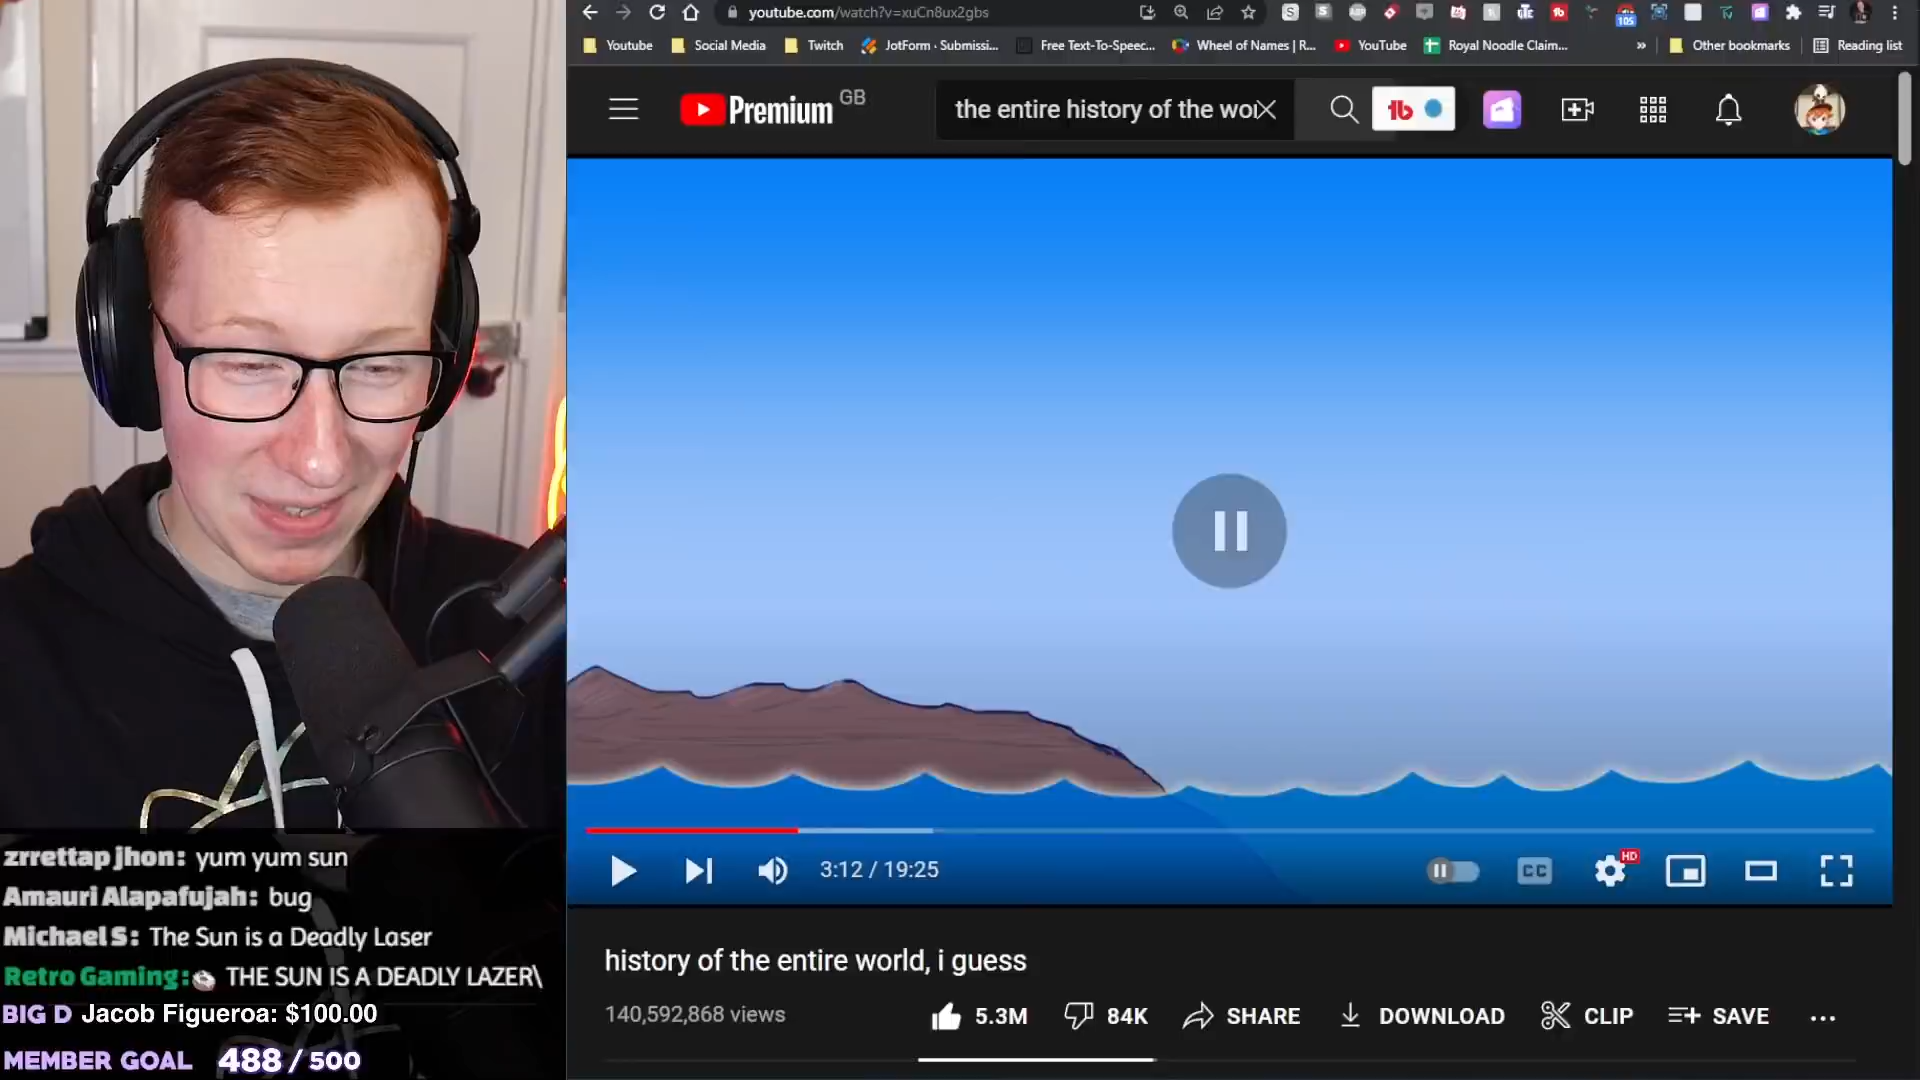 youtube.com/watch?v=xuCn8ux2gbs
Youtube
Social Media
Twitch
JotForm · Submissi...
Free Text-To-Speec...
Wheel of Names | R...
YouTube
Royal Noodle Claim...
»
Other bookmarks
Reading list
105
Premium GB
the entire history of the wo
tb
3:12 / 19:25
CC
HD
history of the entire world, i guess
140,592,868 views
5.3M
84K
SHARE
DOWNLOAD
CLIP
SAVE
zrrettap jhon: yum yum sun
Amauri Alapafujah: bug
Michael S: The Sun is a Deadly Laser
Retro Gaming: THE SUN IS A DEADLY LAZER\
BIG D Jacob Figueroa: $100.00
MEMBER GOAL 488 / 500